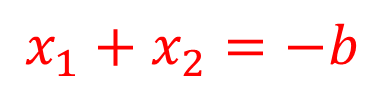 x₁ + x₂ = −b